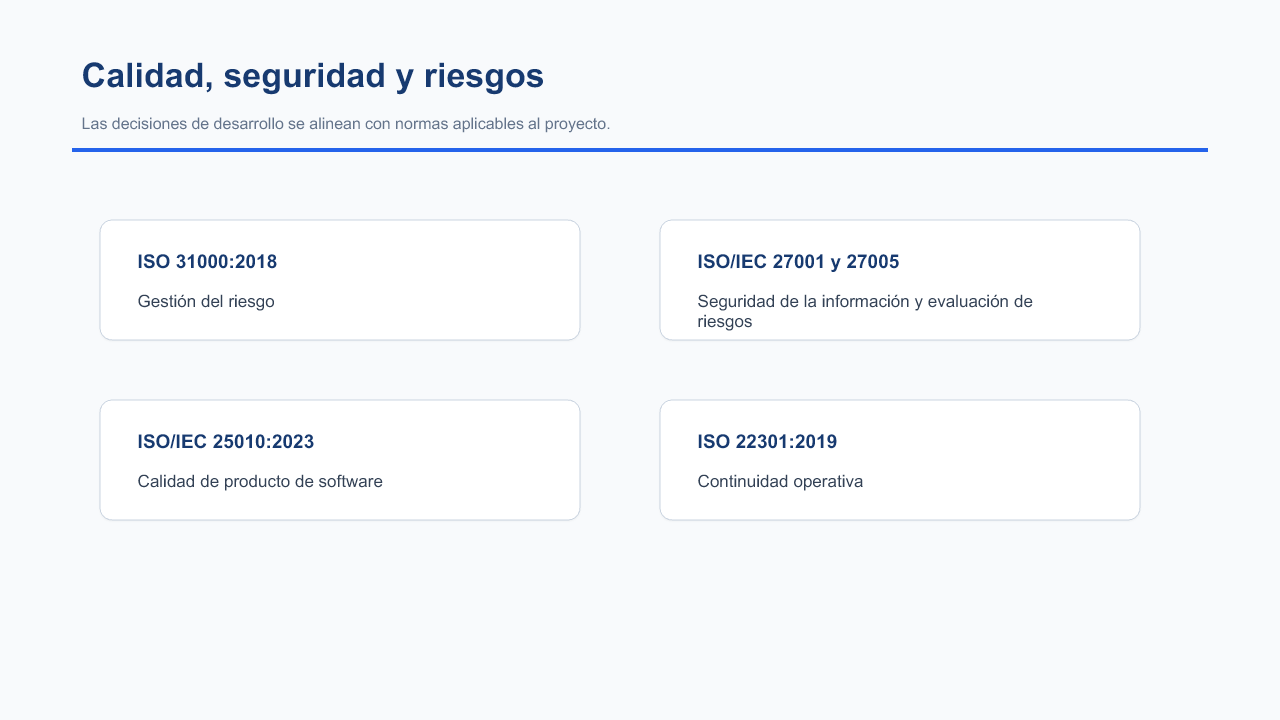 Calidad, seguridad y riesgos
Las decisiones de desarrollo se alinean con normas aplicables al proyecto.
ISO 31000:2018
Gestión del riesgo
ISO/IEC 27001 y 27005
Seguridad de la información y evaluación de
riesgos
ISO/IEC 25010:2023
Calidad de producto de software
ISO 22301:2019
Continuidad operativa